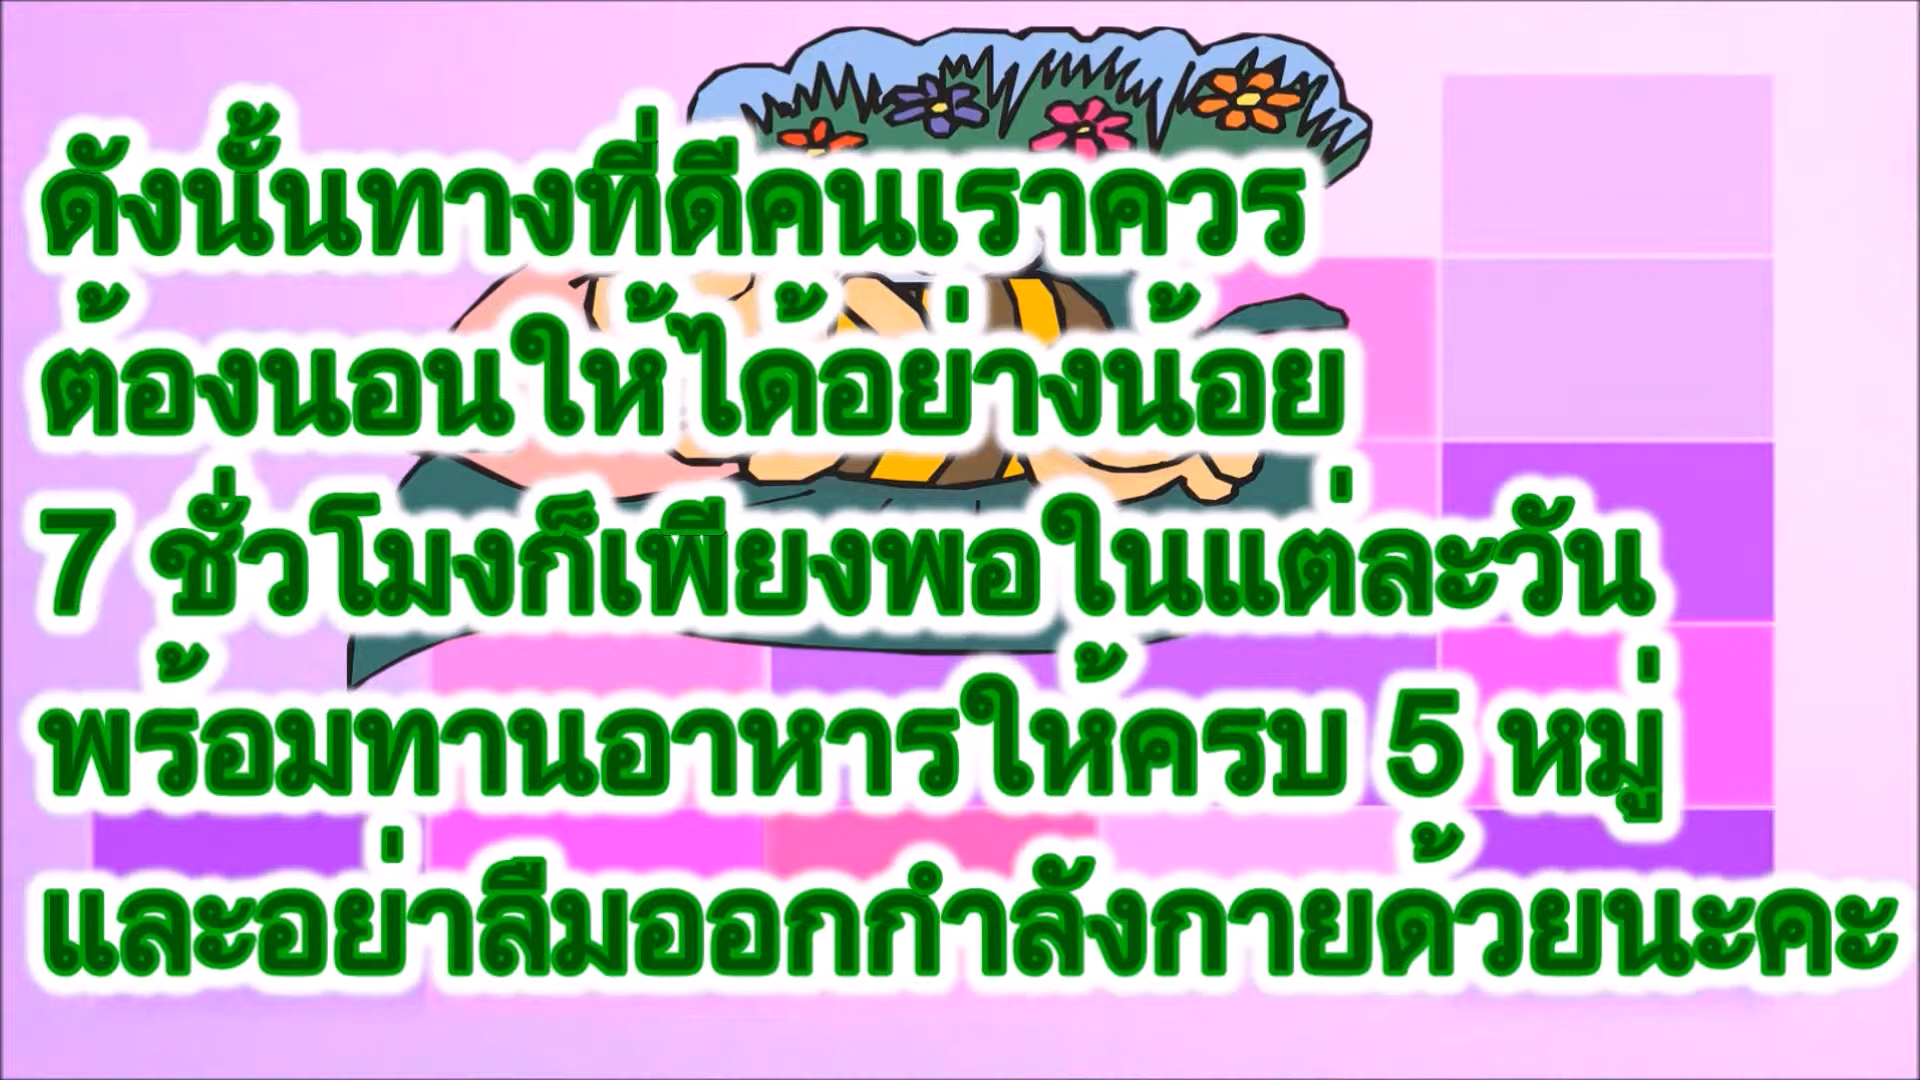 ดังนั้นทางที่ดีคนเราควร
ต้องนอนให้ได้อย่างน้อย
7 ชั่วโมงก็เพียงพอในแต่ละวัน
พร้อมทานอาหารให้ครบ 5 หมู่
และอย่าลืมออกกำลังกายด้วยนะคะ